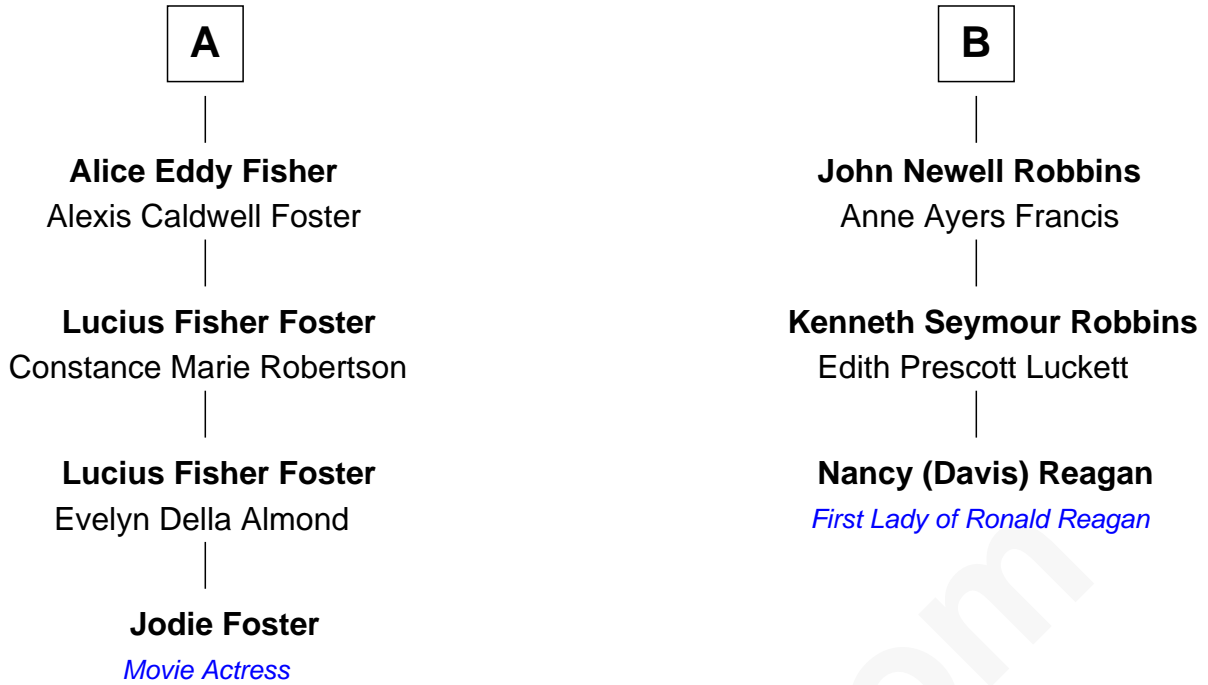 A
Alice Eddy Fisher
Alexis Caldwell Foster
Lucius Fisher Foster
Constance Marie Robertson
Lucius Fisher Foster
Evelyn Della Almond
Jodie Foster
Movie Actress
B
John Newell Robbins
Anne Ayers Francis
Kenneth Seymour Robbins
Edith Prescott Luckett
Nancy (Davis) Reagan
First Lady of Ronald Reagan
om